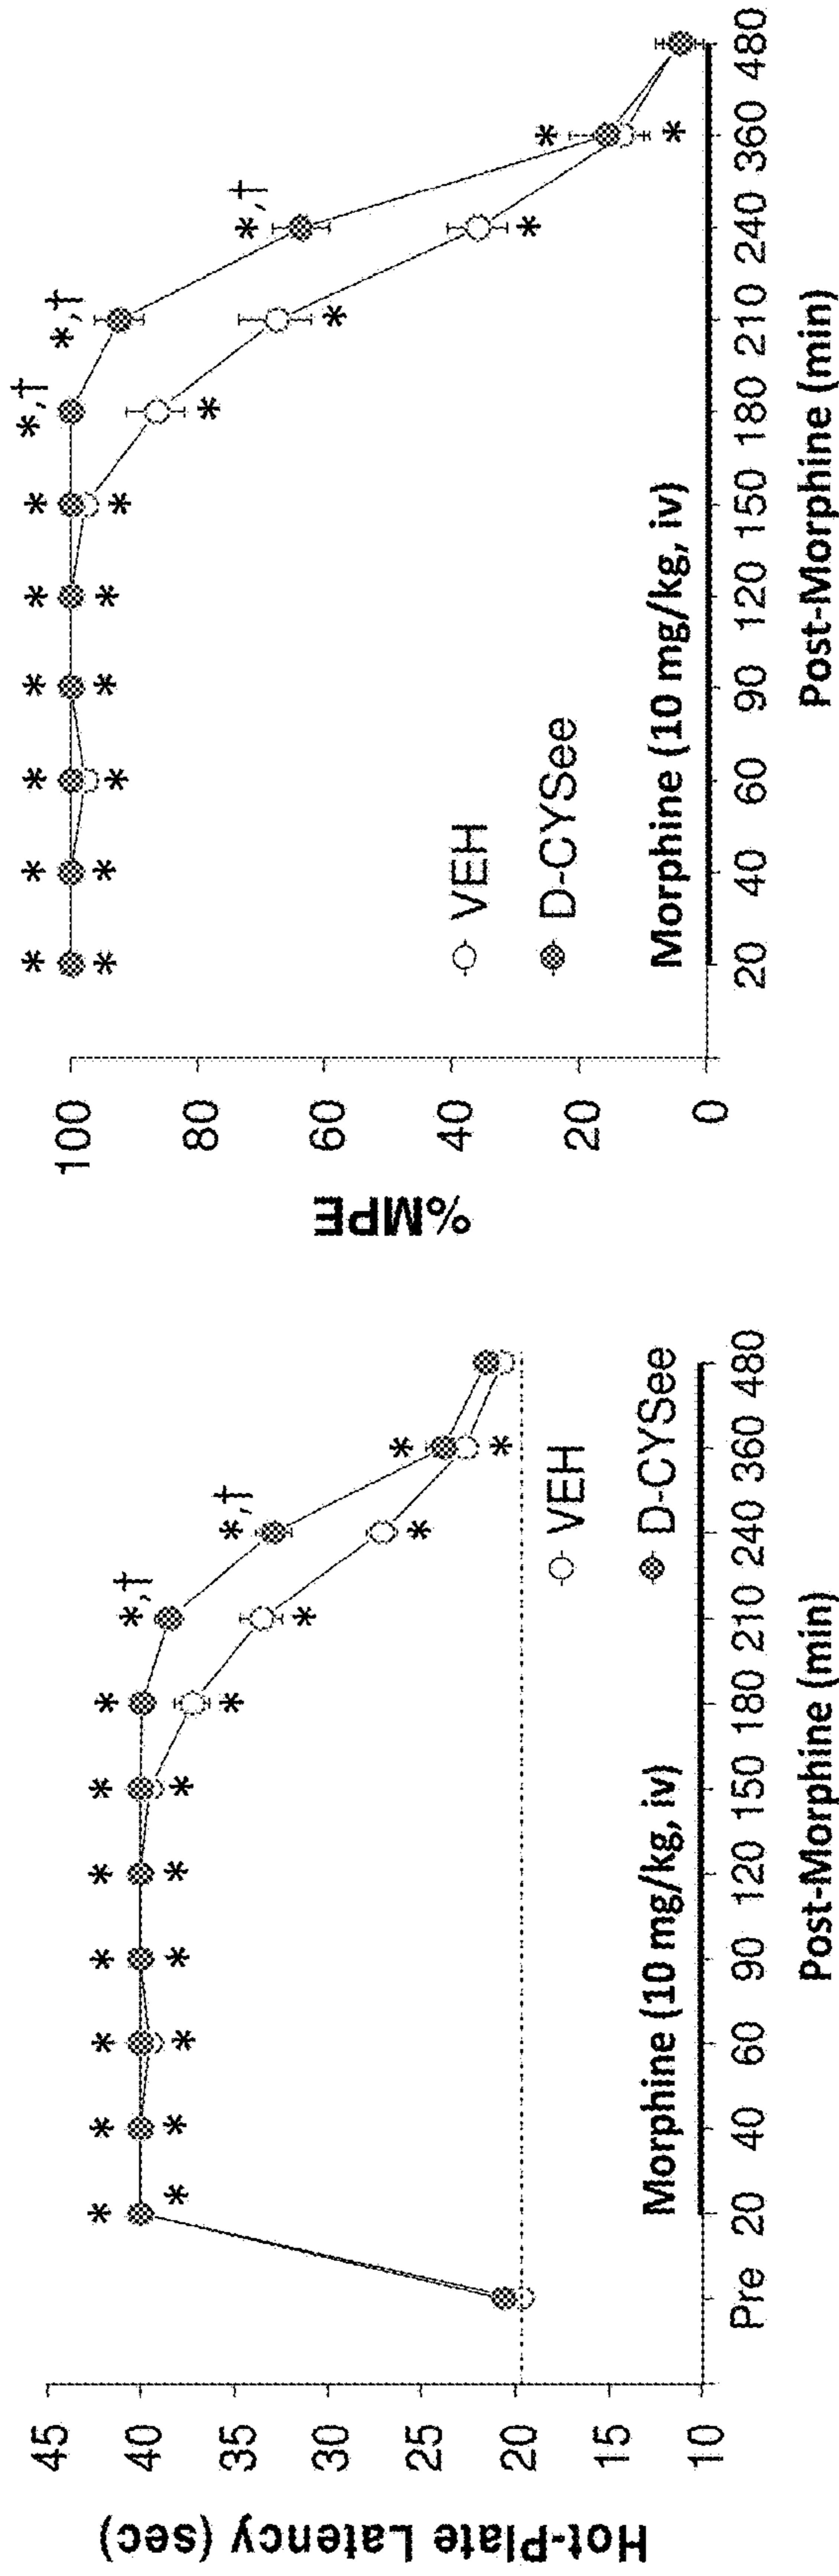 Hot-Plate Latency (sec)
45
40
35
30
25
20
15
10
* * * * * * * * *,† *,† *
* * * * * * * * * * *
VEH
D-CYSee
Morphine (10 mg/kg, iv)
Pre 20 40 60 90 120 150 180 210 240 360 480
Post-Morphine (min)
%MPE
100
80
60
40
20
0
* * * * * * *,† *,† *,† *
* * * * * * * * * *
VEH
D-CYSee
Morphine (10 mg/kg, iv)
20 40 60 90 120 150 180 210 240 360 480
Post-Morphine (min)